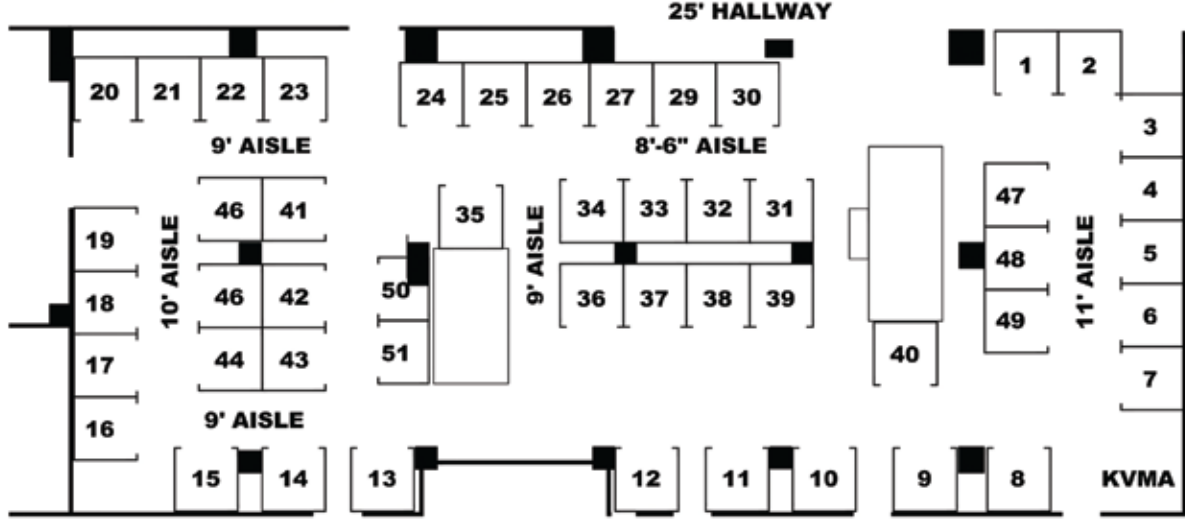 25' HALLWAY
1 2
20 21 22 23
24 25 26 27 29 30
3
9' AISLE
8'-6" AISLE
4
47
46 41
35
34 33 32 31
19
10' AISLE
9' AISLE
11' AISLE
5
48
18
46 42
50
36 37 38 39
6
49
17
44 43
51
40
7
16
9' AISLE
15 14 13 12 11 10 9 8
KVMA